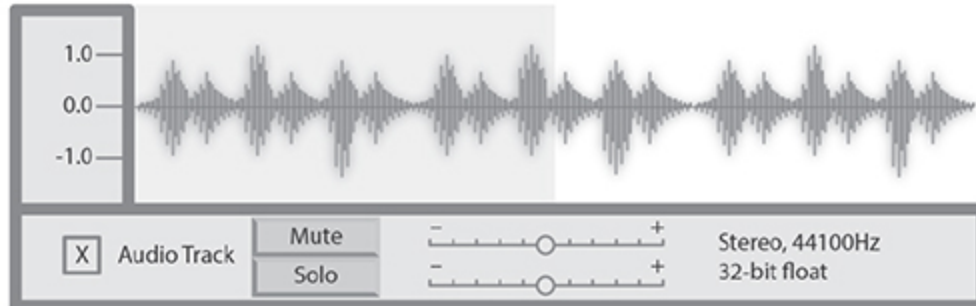 1.0
0.0
-1.0
X Audio Track
Mute
Solo
- +
- +
Stereo, 44100Hz
32-bit float